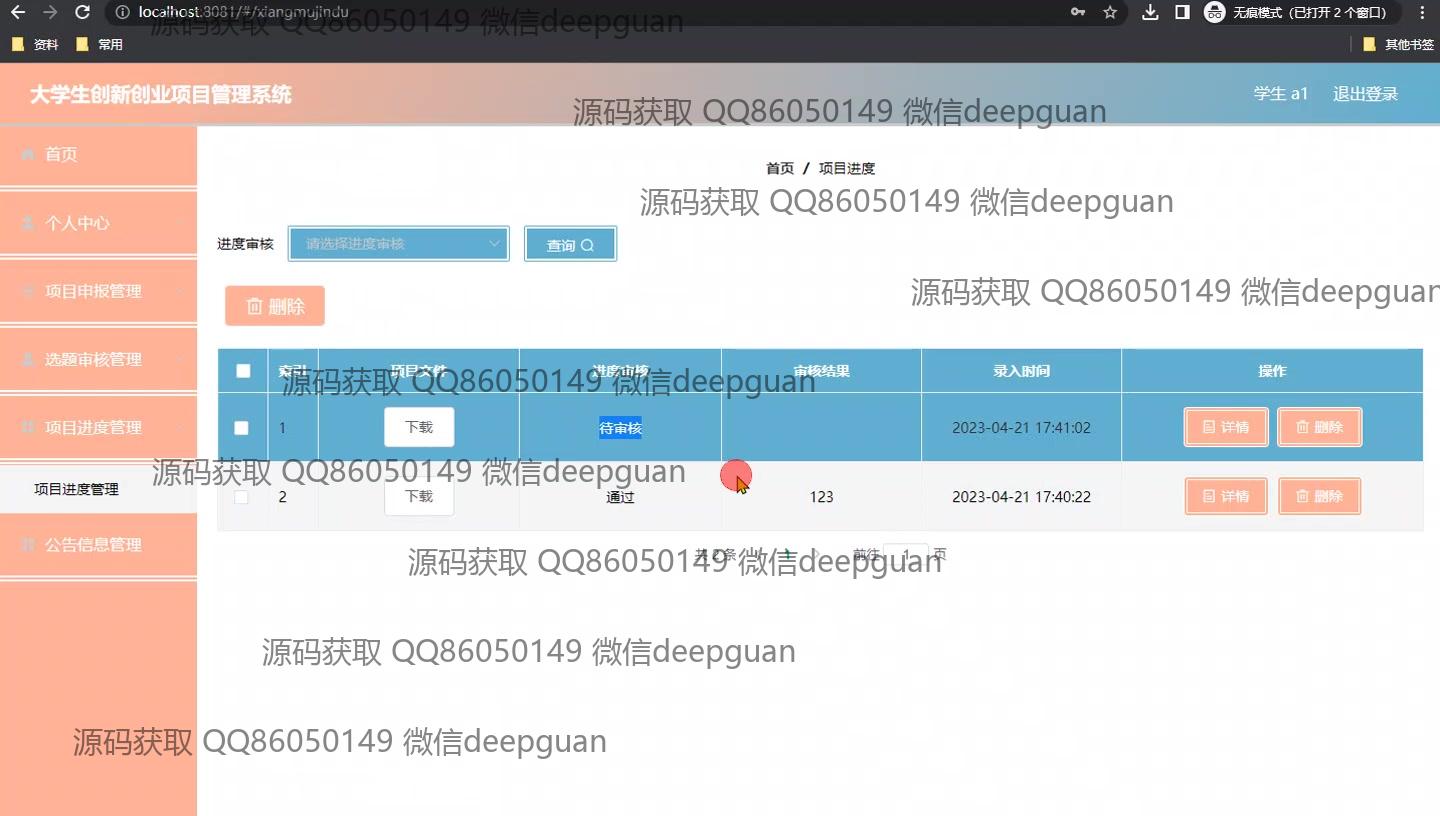 localhost:8081/#/xiangmujindu
无痕模式 (已打开 2 个窗口)
源码获取 QQ86050149 微信deepguan
资料 常用 其他书签
大学生创新创业项目管理系统
学生 a1 退出登录
源码获取 QQ86050149 微信deepguan
首页
首页 / 项目进度
源码获取 QQ86050149 微信deepguan
个人中心
进度审核 请选择进度审核 查询
项目申报管理
源码获取 QQ86050149 微信deepguan
删除
选题审核管理
索引 项目文件 进度审核 审核结果 录入时间 操作
源码获取 QQ86050149 微信deepguan
项目进度管理
1 下载 待审核 2023-04-21 17:41:02 详情 删除
源码获取 QQ86050149 微信deepguan
项目进度管理
2 下载 通过 123 2023-04-21 17:40:22 详情 删除
公告信息管理
共 2 条 1 前往 1 页
源码获取 QQ86050149 微信deepguan
源码获取 QQ86050149 微信deepguan
源码获取 QQ86050149 微信deepguan